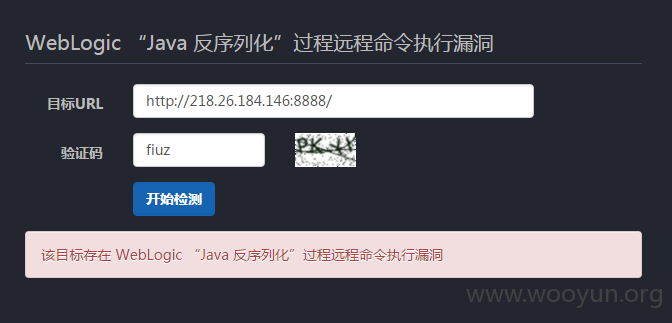 WebLogic “Java 反序列化”过程远程命令执行漏洞
目标URL http://218.26.184.146:8888/
验证码 fiuz
开始检测
该目标存在 WebLogic “Java 反序列化”过程远程命令执行漏洞
www.wooyun.org